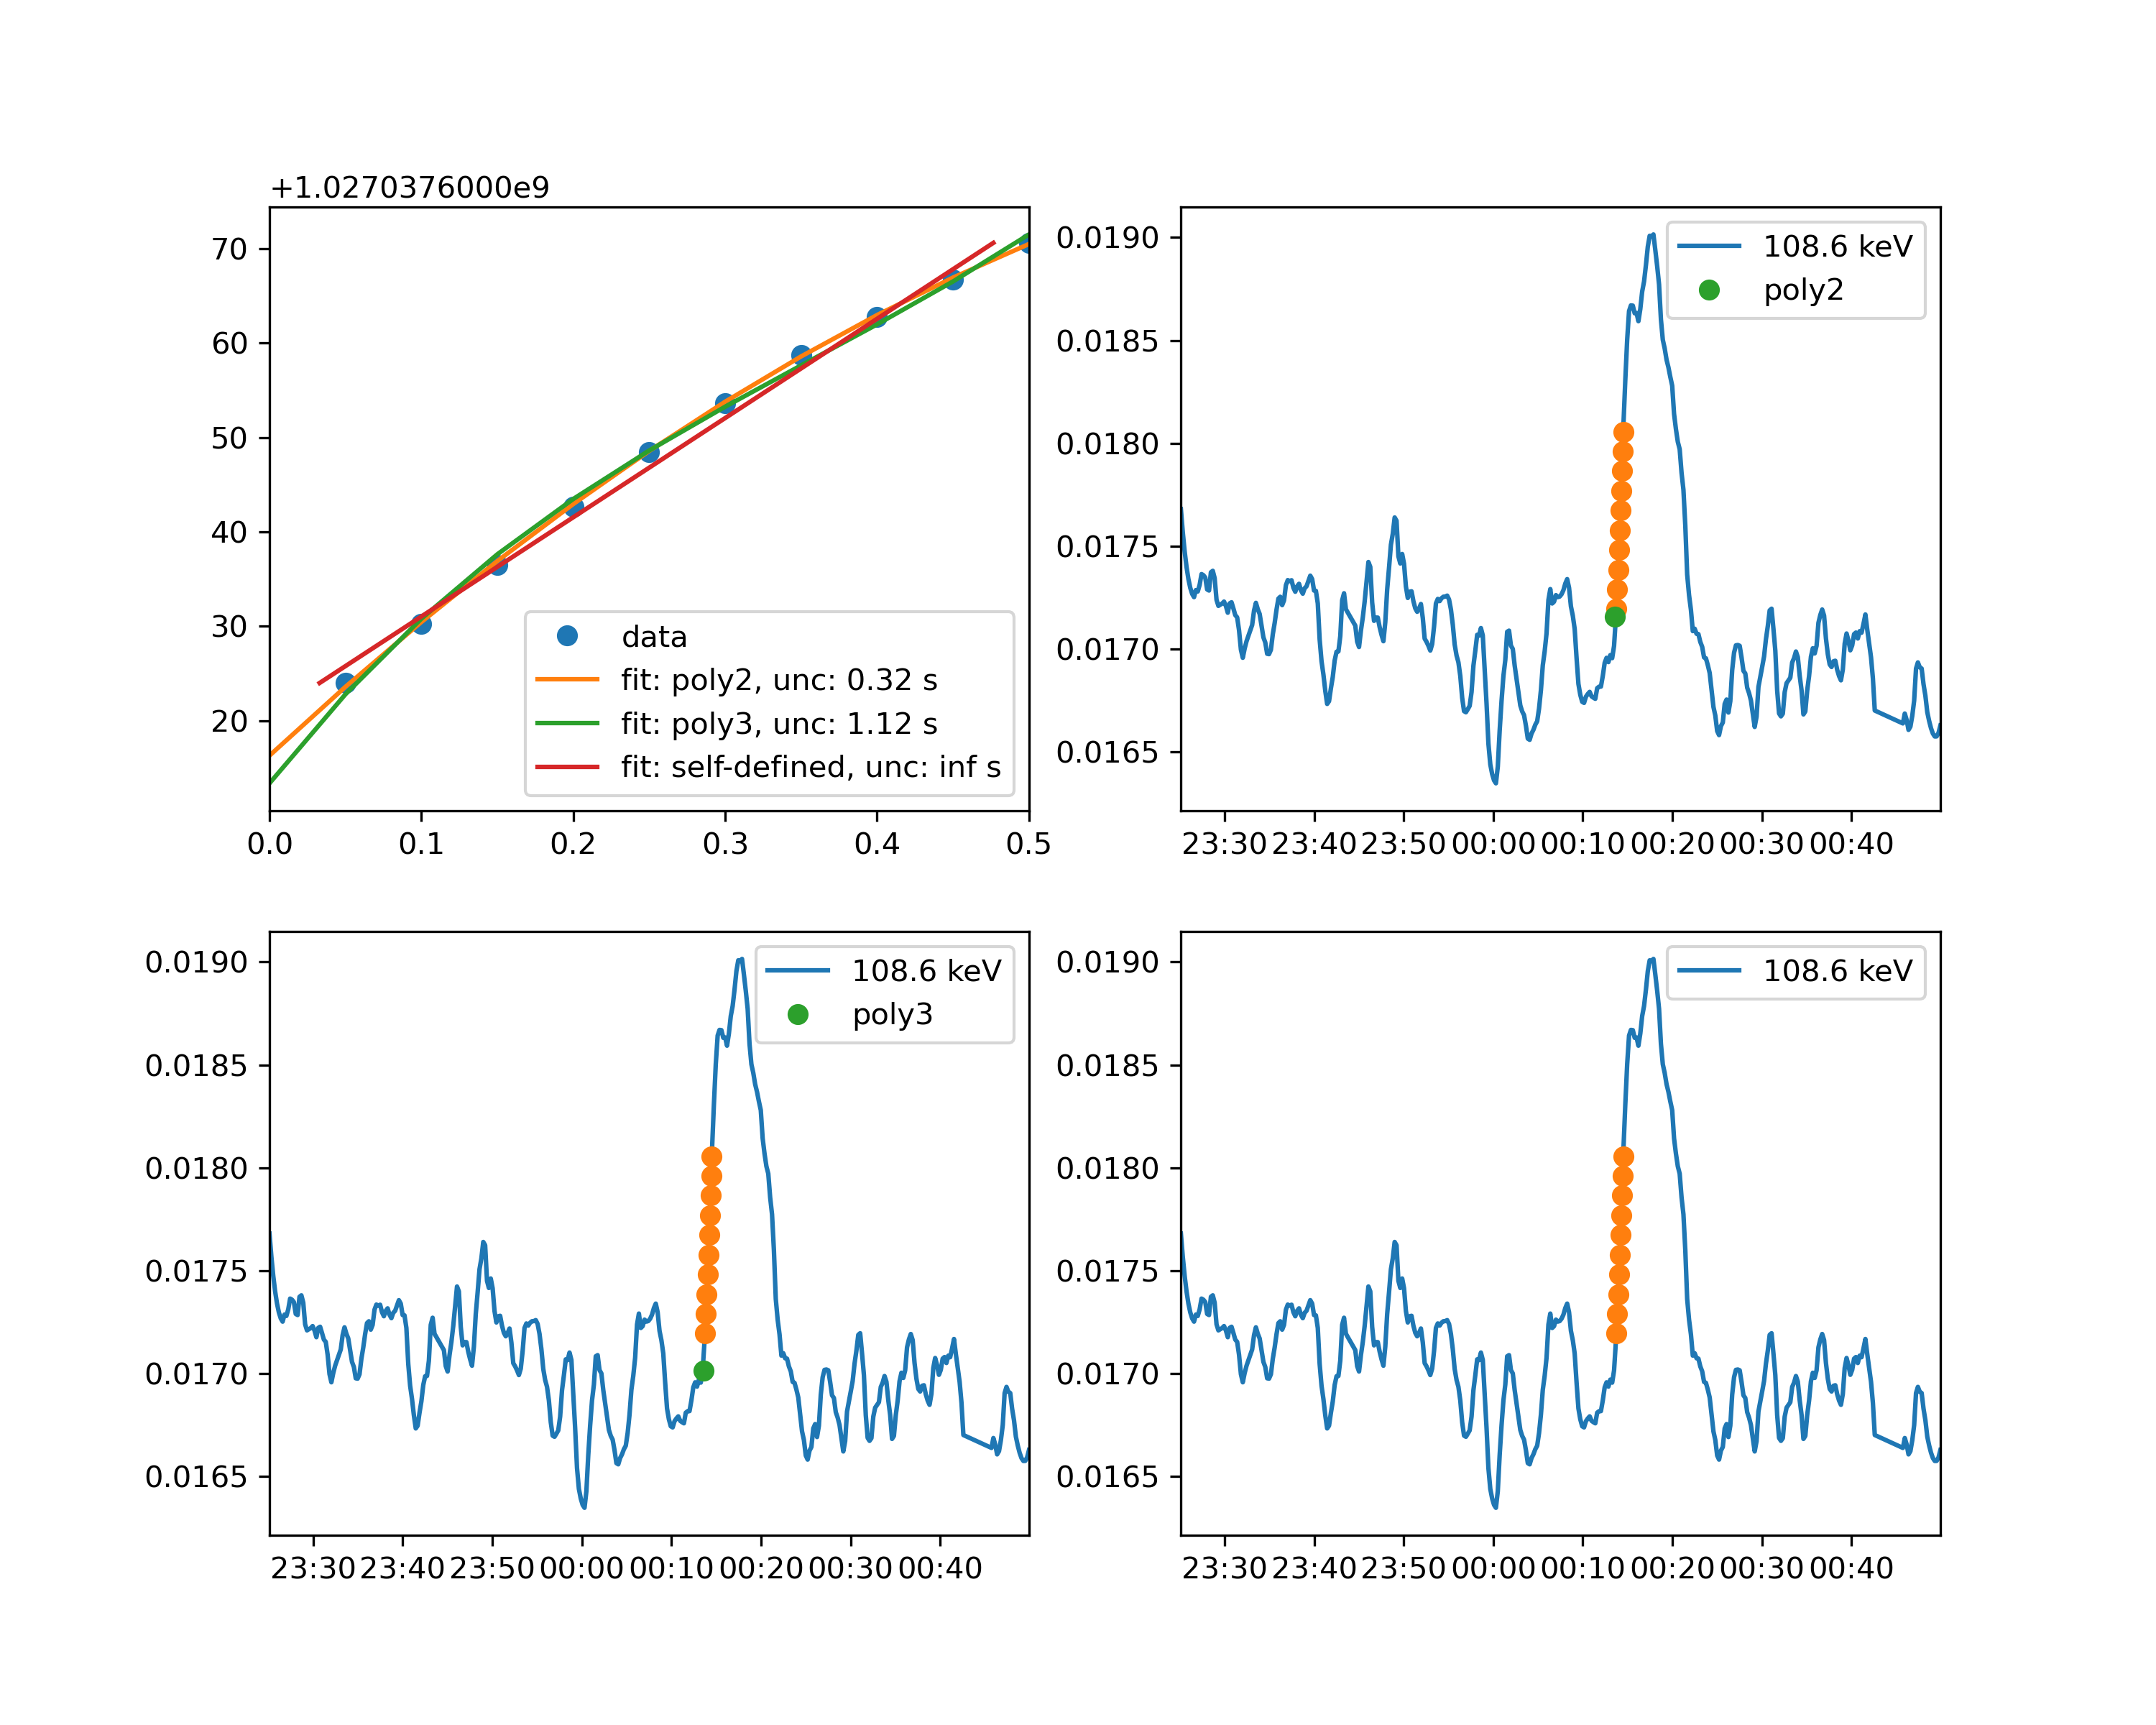 +1.0270376000e9
70
60
50
40
30
20
0.0 0.1 0.2 0.3 0.4 0.5
data
fit: poly2, unc: 0.32 s
fit: poly3, unc: 1.12 s
fit: self-defined, unc: inf s
0.0190
0.0185
0.0180
0.0175
0.0170
0.0165
23:30 23:40 23:50 00:00 00:10 00:20 00:30 00:40
108.6 keV
poly2
0.0190
0.0185
0.0180
0.0175
0.0170
0.0165
23:30 23:40 23:50 00:00 00:10 00:20 00:30 00:40
108.6 keV
poly3
0.0190
0.0185
0.0180
0.0175
0.0170
0.0165
23:30 23:40 23:50 00:00 00:10 00:20 00:30 00:40
108.6 keV